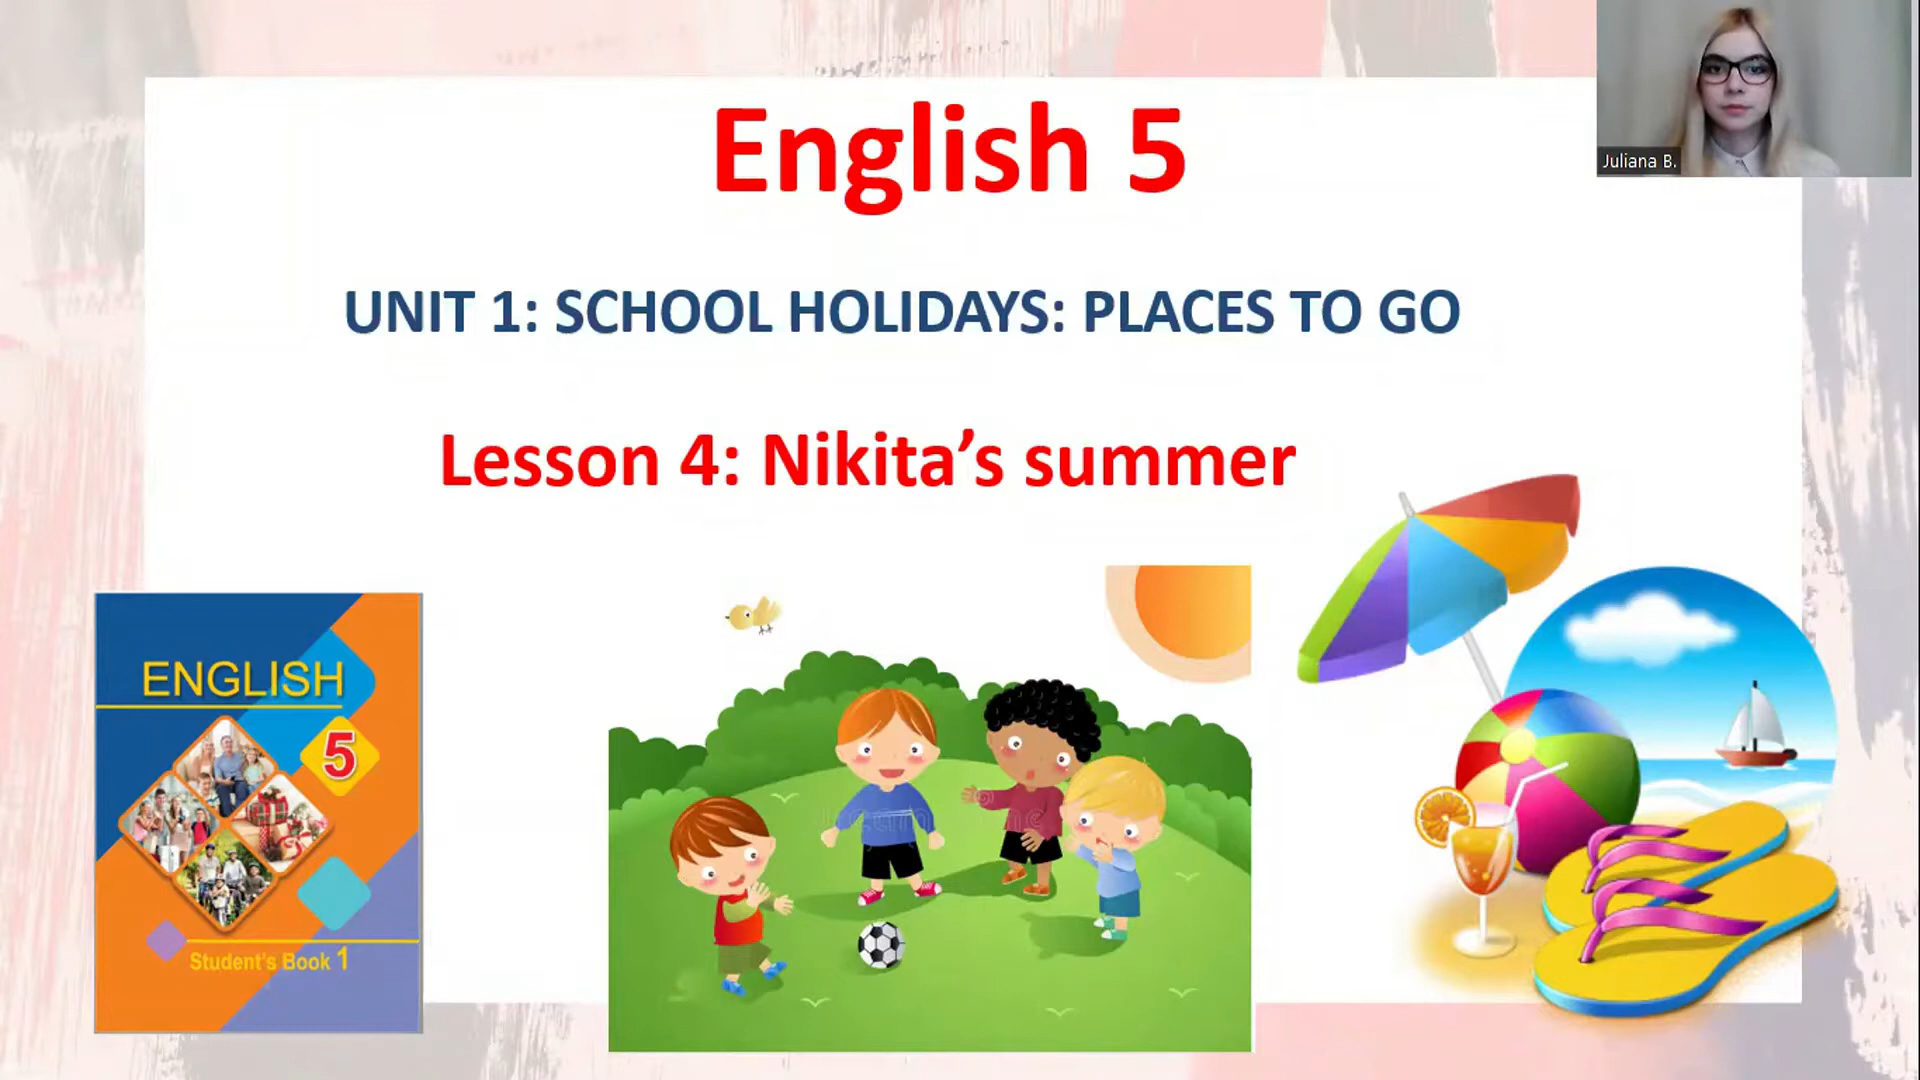 English 5
Juliana B.
UNIT 1: SCHOOL HOLIDAYS: PLACES TO GO
Lesson 4: Nikita’s summer
ENGLISH
5
Student's Book 1